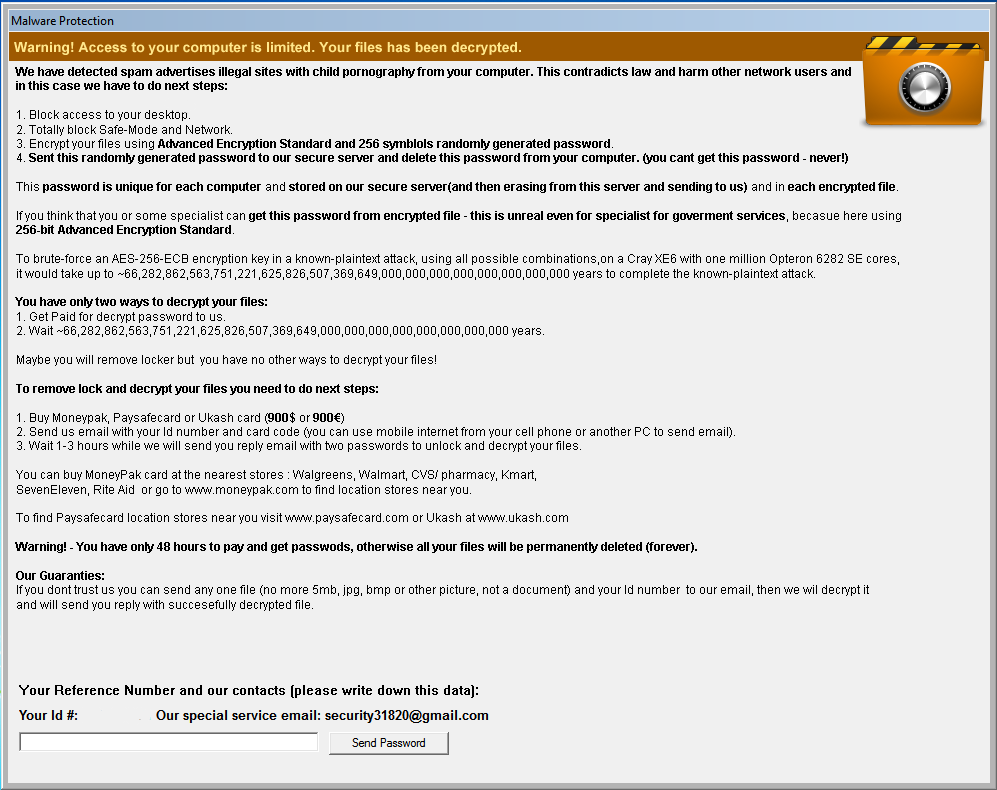 Malware Protection
Warning! Access to your computer is limited. Your files has been decrypted.
We have detected spam advertises illegal sites with child pornography from your computer. This contradicts law and harm other network users and
in this case we have to do next steps:
1. Block access to your desktop.
2. Totally block Safe-Mode and Network.
3. Encrypt your files using Advanced Encryption Standard and 256 symblols randomly generated password.
4. Sent this randomly generated password to our secure server and delete this password from your computer. (you cant get this password - never!)
This password is unique for each computer and stored on our secure server(and then erasing from this server and sending to us) and in each encrypted file.
If you think that you or some specialist can get this password from encrypted file - this is unreal even for specialist for goverment services, becasue here using
256-bit Advanced Encryption Standard.
To brute-force an AES-256-ECB encryption key in a known-plaintext attack, using all possible combinations,on a Cray XE6 with one million Opteron 6282 SE cores,
it would take up to ~66,282,862,563,751,221,625,826,507,369,649,000,000,000,000,000,000,000,000 years to complete the known-plaintext attack.
You have only two ways to decrypt your files:
1. Get Paid for decrypt password to us.
2. Wait ~66,282,862,563,751,221,625,826,507,369,649,000,000,000,000,000,000,000,000 years.
Maybe you will remove locker but you have no other ways to decrypt your files!
To remove lock and decrypt your files you need to do next steps:
1. Buy Moneypak, Paysafecard or Ukash card (900$ or 900€)
2. Send us email with your Id number and card code (you can use mobile internet from your cell phone or another PC to send email).
3. Wait 1-3 hours while we will send you reply email with two passwords to unlock and decrypt your files.
You can buy MoneyPak card at the nearest stores : Walgreens, Walmart, CVS/ pharmacy, Kmart,
SevenEleven, Rite Aid or go to www.moneypak.com to find location stores near you.
To find Paysafecard location stores near you visit www.paysafecard.com or Ukash at www.ukash.com
Warning! - You have only 48 hours to pay and get passwods, otherwise all your files will be permanently deleted (forever).
Our Guaranties:
If you dont trust us you can send any one file (no more 5mb, jpg, bmp or other picture, not a document) and your Id number to our email, then we wil decrypt it
and will send you reply with succesefully decrypted file.
Your Reference Number and our contacts (please write down this data):
Your Id #: Our special service email: security31820@gmail.com
Send Password